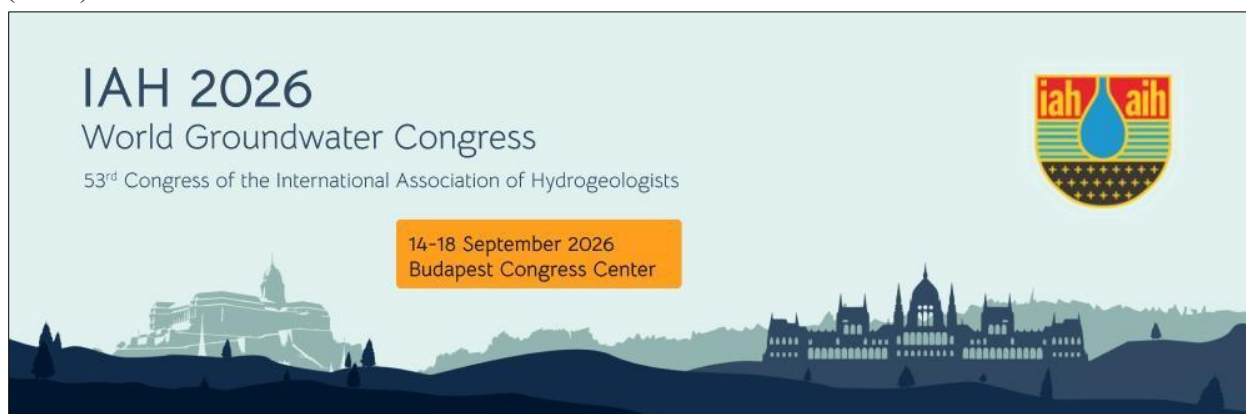 IAH 2026
World Groundwater Congress
53rd Congress of the International Association of Hydrogeologists
iah aih
14-18 September 2026
Budapest Congress Center